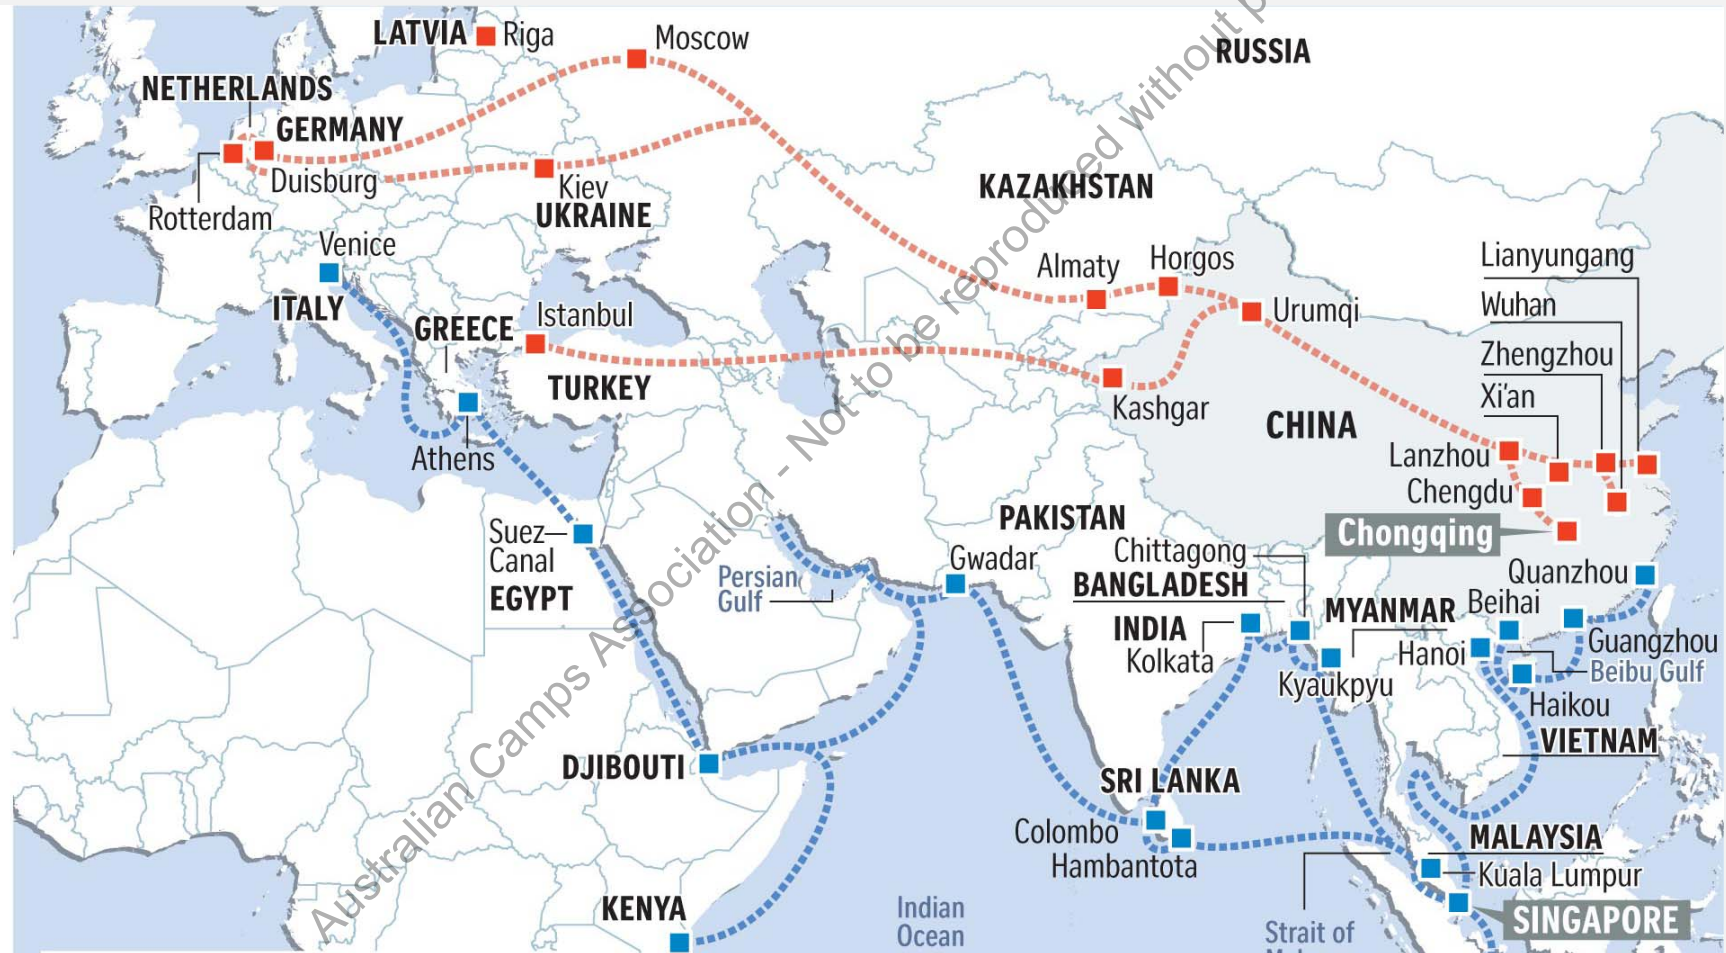 LATVIA
Riga
Moscow
RUSSIA
NETHERLANDS
GERMANY
Duisburg
Rotterdam
Kiev
UKRAINE
KAZAKHSTAN
Venice
ITALY
Almaty
Horgos
Urumqi
Lianyungang
Wuhan
Zhengzhou
Xi'an
GREECE
Istanbul
TURKEY
Kashgar
CHINA
Athens
Lanzhou
Chengdu
Chongqing
Suez
Canal
EGYPT
Persian
Gulf
PAKISTAN
Gwadar
Chittagong
BANGLADESH
INDIA
Kolkata
MYANMAR
Kyaukpyu
Quanzhou
Beihai
Hanoi
Guangzhou
Beibu Gulf
Haikou
VIETNAM
DJIBOUTI
SRI LANKA
Colombo
Hambantota
MALAYSIA
Kuala Lumpur
SINGAPORE
KENYA
Indian
Ocean
Strait of
Australian Camps Association - Not to be reproduced without